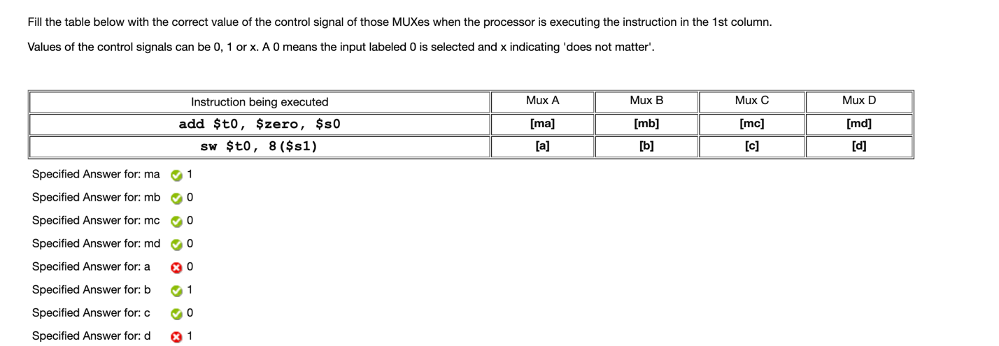 Fill the table below with the correct value of the control signal of those MUXes when the processor is executing the instruction in the 1st column.
Values of the control signals can be 0, 1 or x. A 0 means the input labeled 0 is selected and x indicating 'does not matter'.
Instruction being executed Mux A Mux B Mux C Mux D
add $t0, $zero, $s0 [ma] [mb] [mc] [md]
sw $t0, 8($s1) [a] [b] [c] [d]
Specified Answer for: ma 1
Specified Answer for: mb 0
Specified Answer for: mc 0
Specified Answer for: md 0
Specified Answer for: a 0
Specified Answer for: b 1
Specified Answer for: c 0
Specified Answer for: d 1